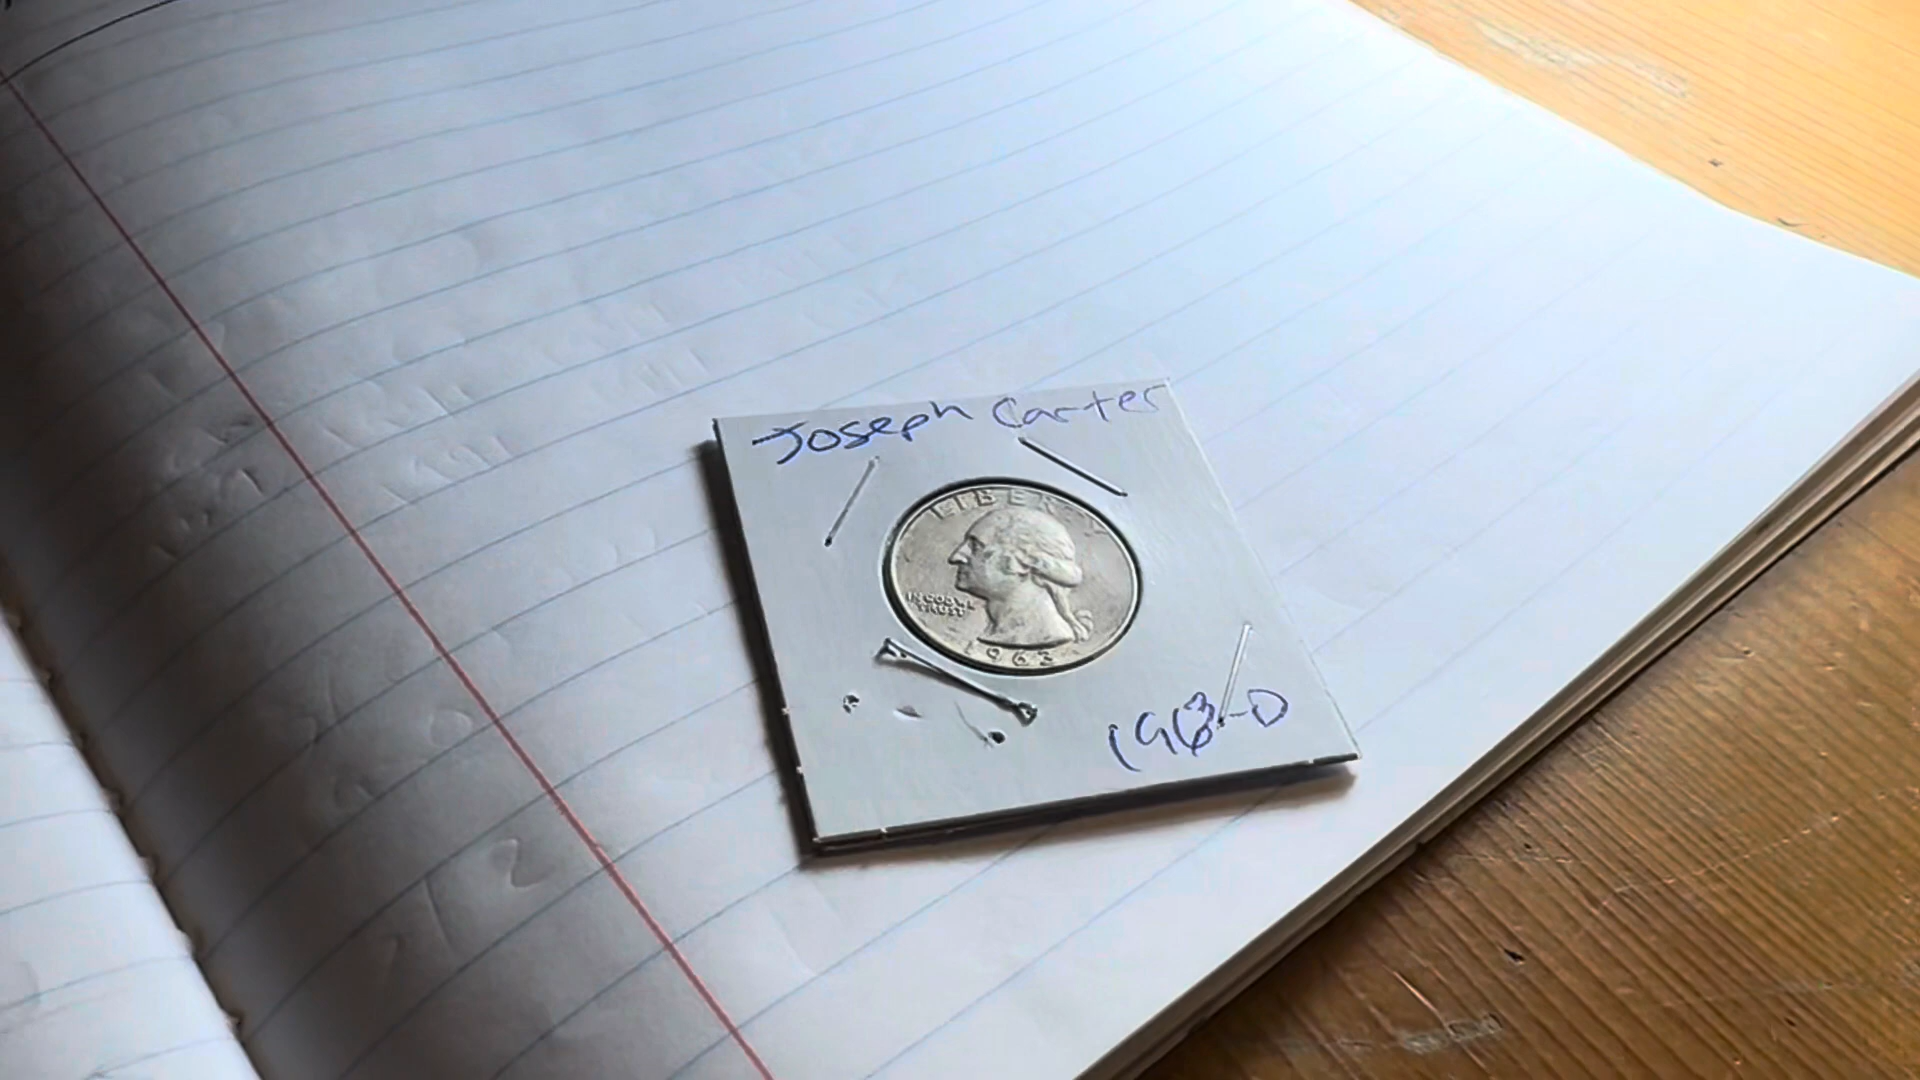 Joseph Carter
LIBERTY
IN GOD WE
TRUST
1963
1963-D